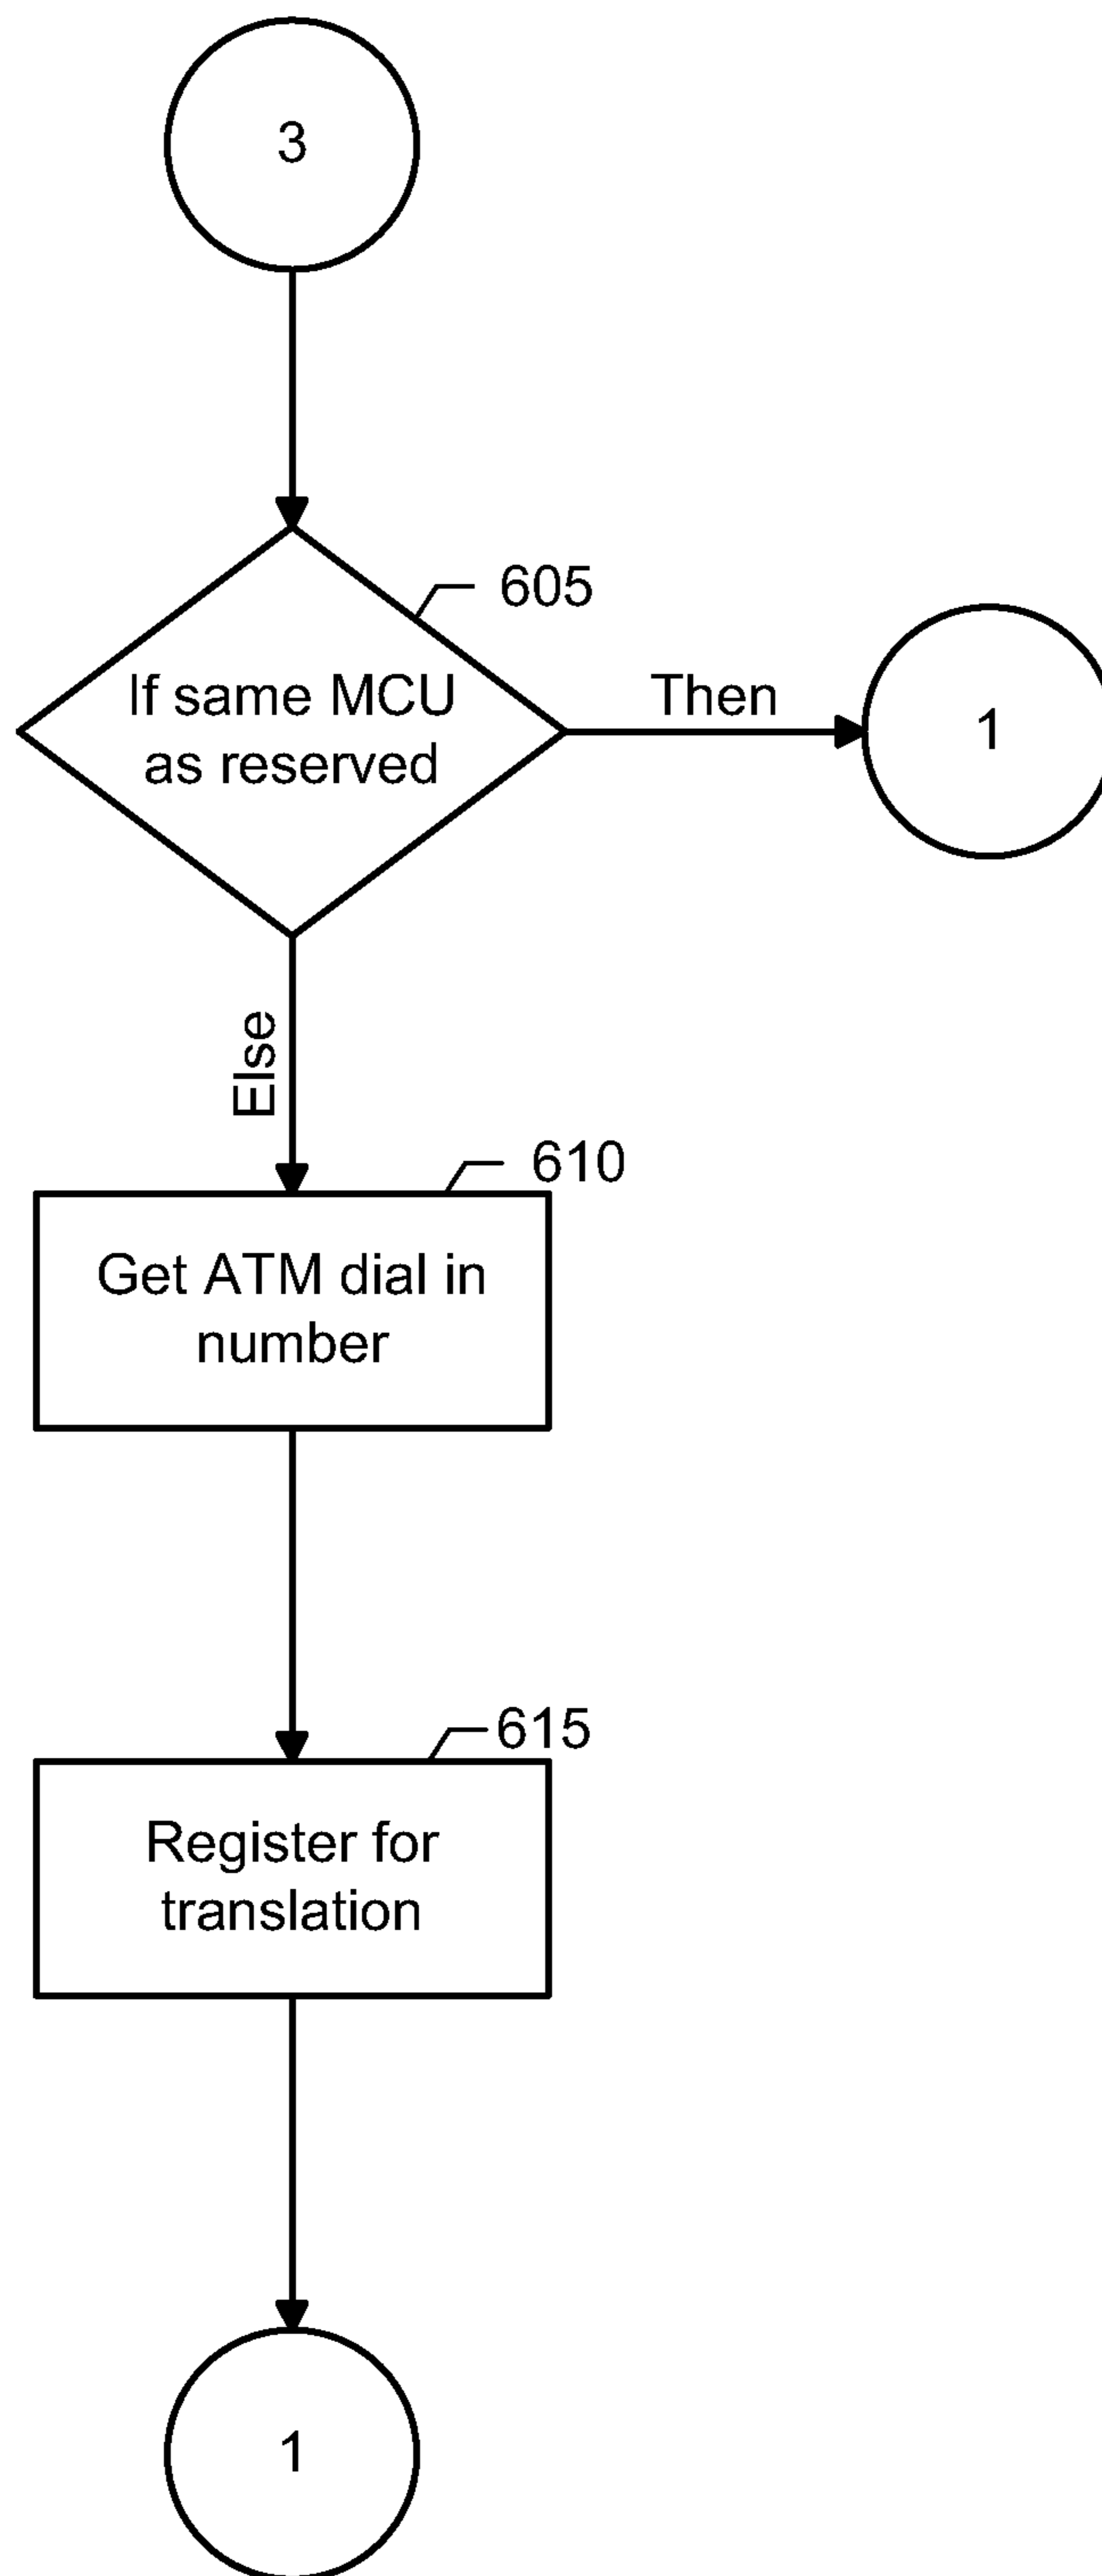 3
605
If same MCU
as reserved
Then
1
Else
610
Get ATM dial in
number
615
Register for
translation
1